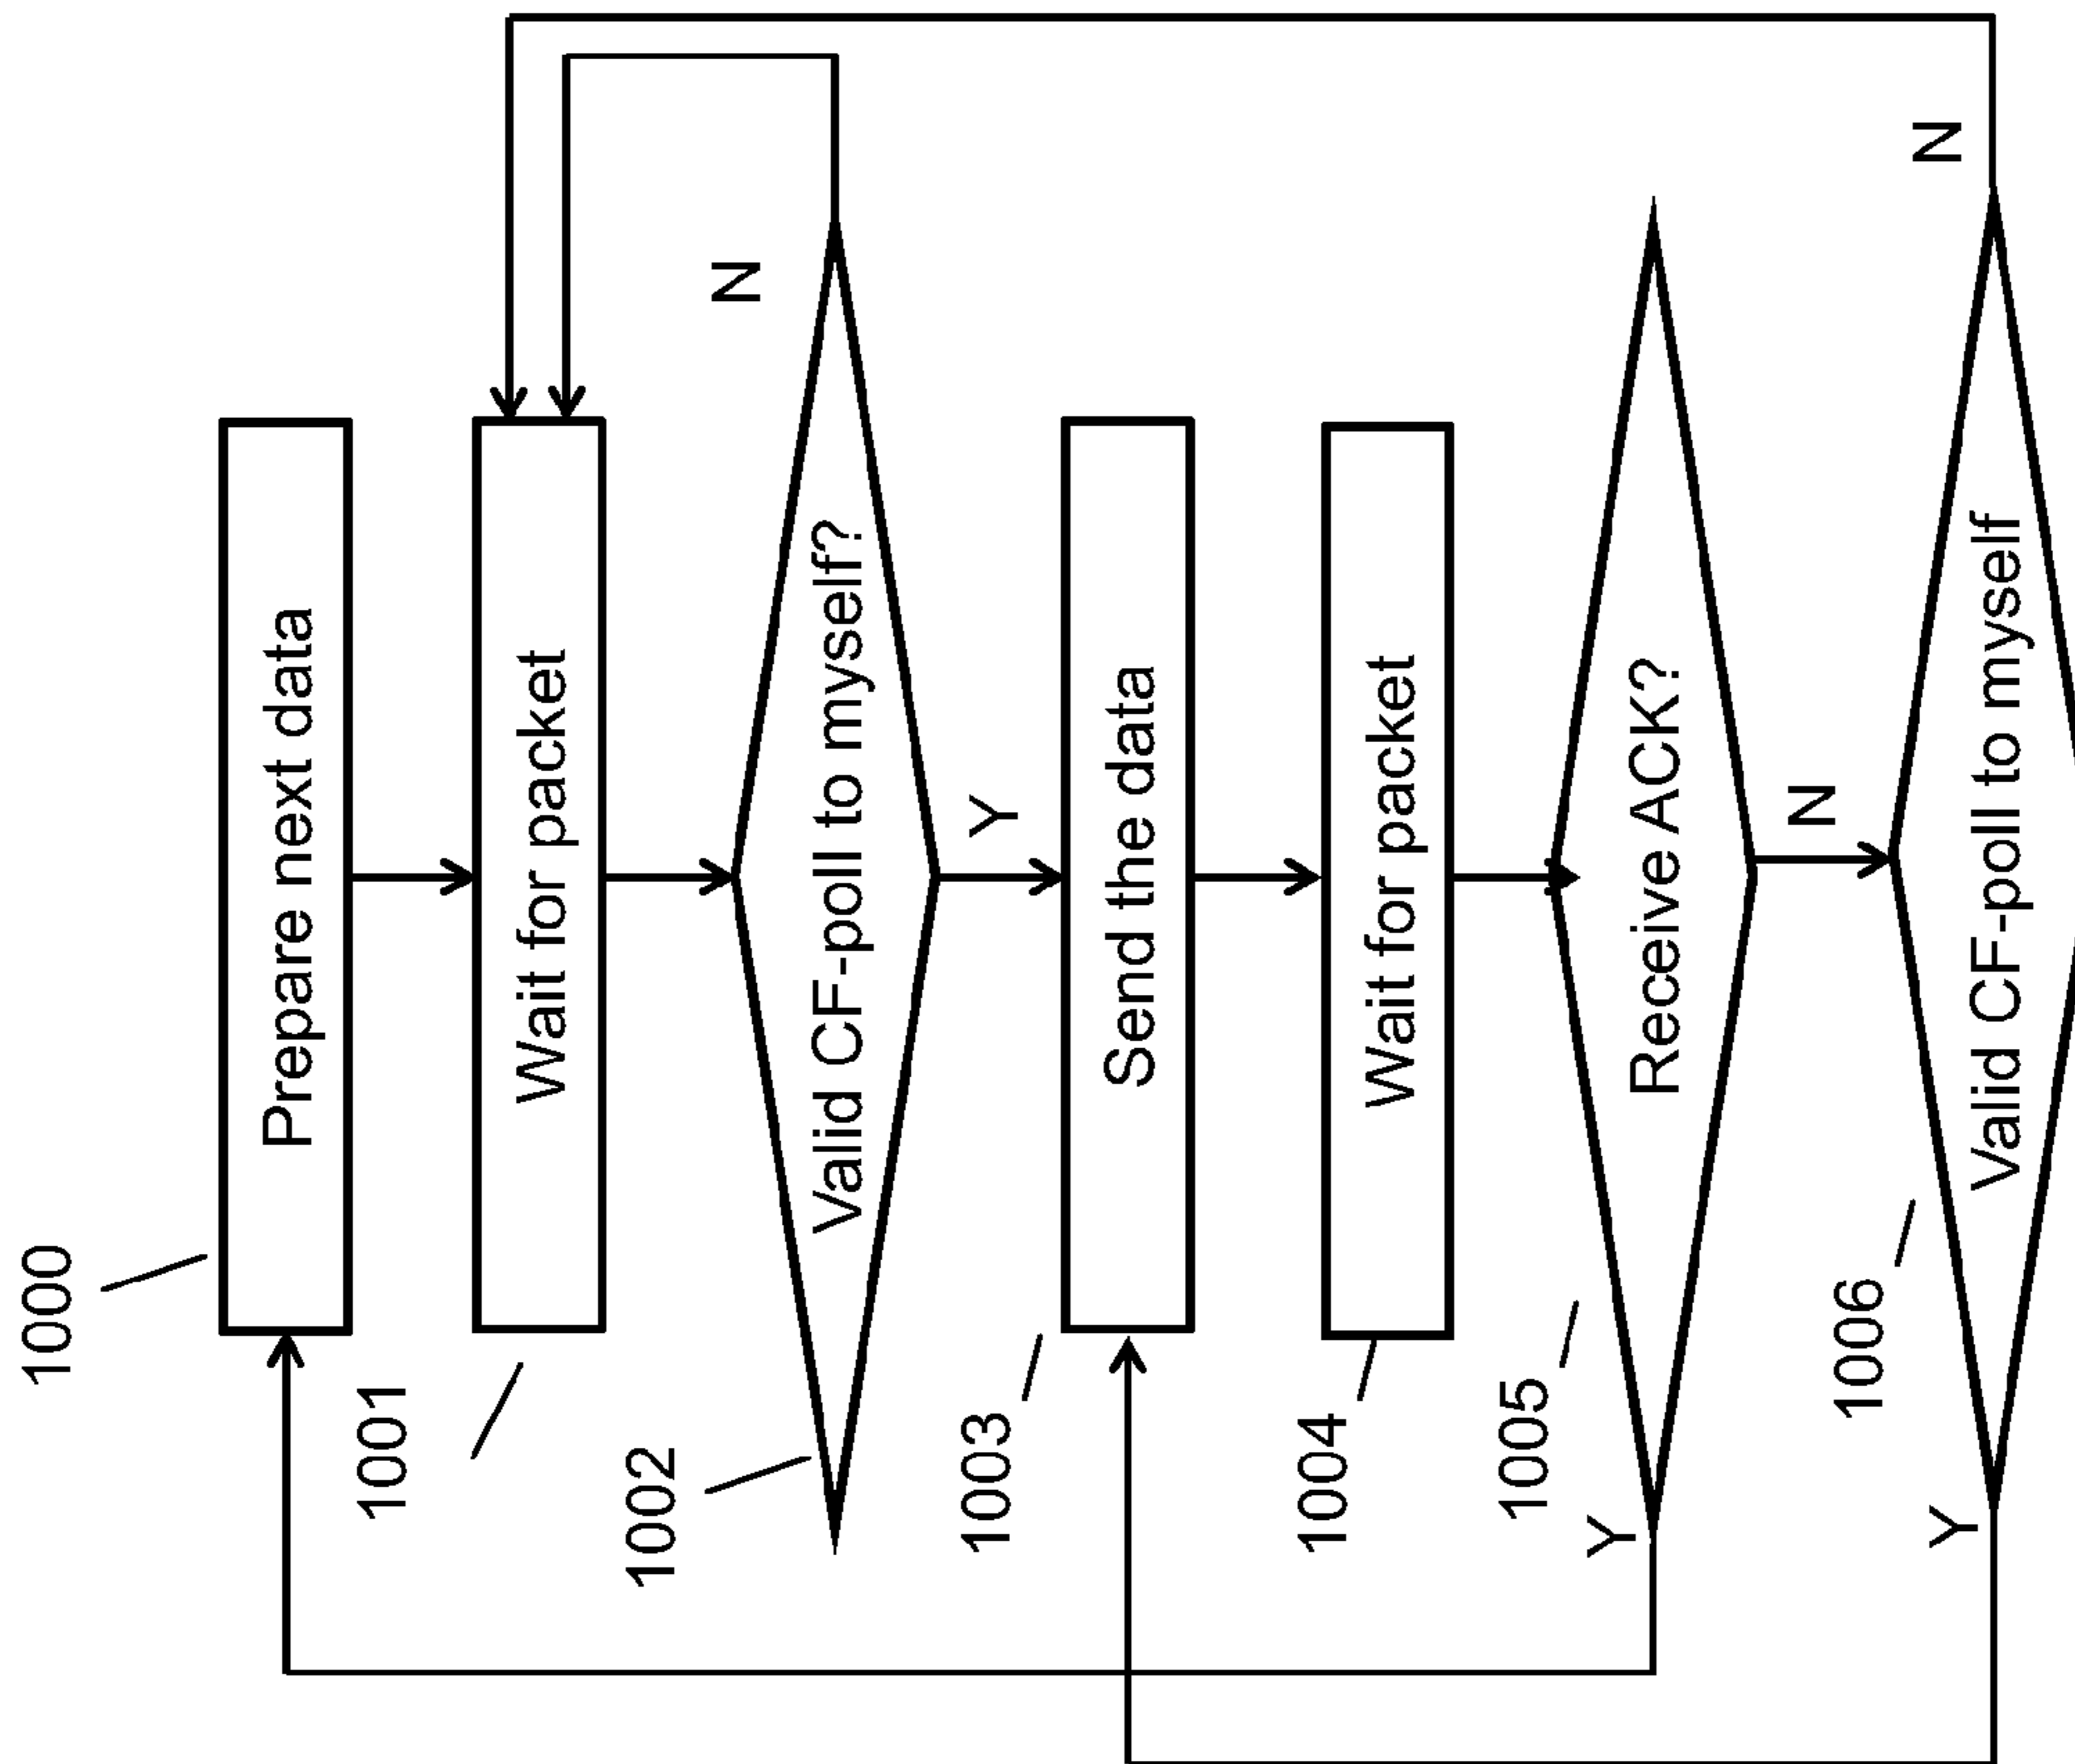 1000
Prepare next data
1001
Wait for packet
1002
Valid CF-poll to myself?
N
Y
1003
Send the data
1004
Wait for packet
1005
Receive ACK?
Y
N
1006
Valid CF-poll to myself
Y
N